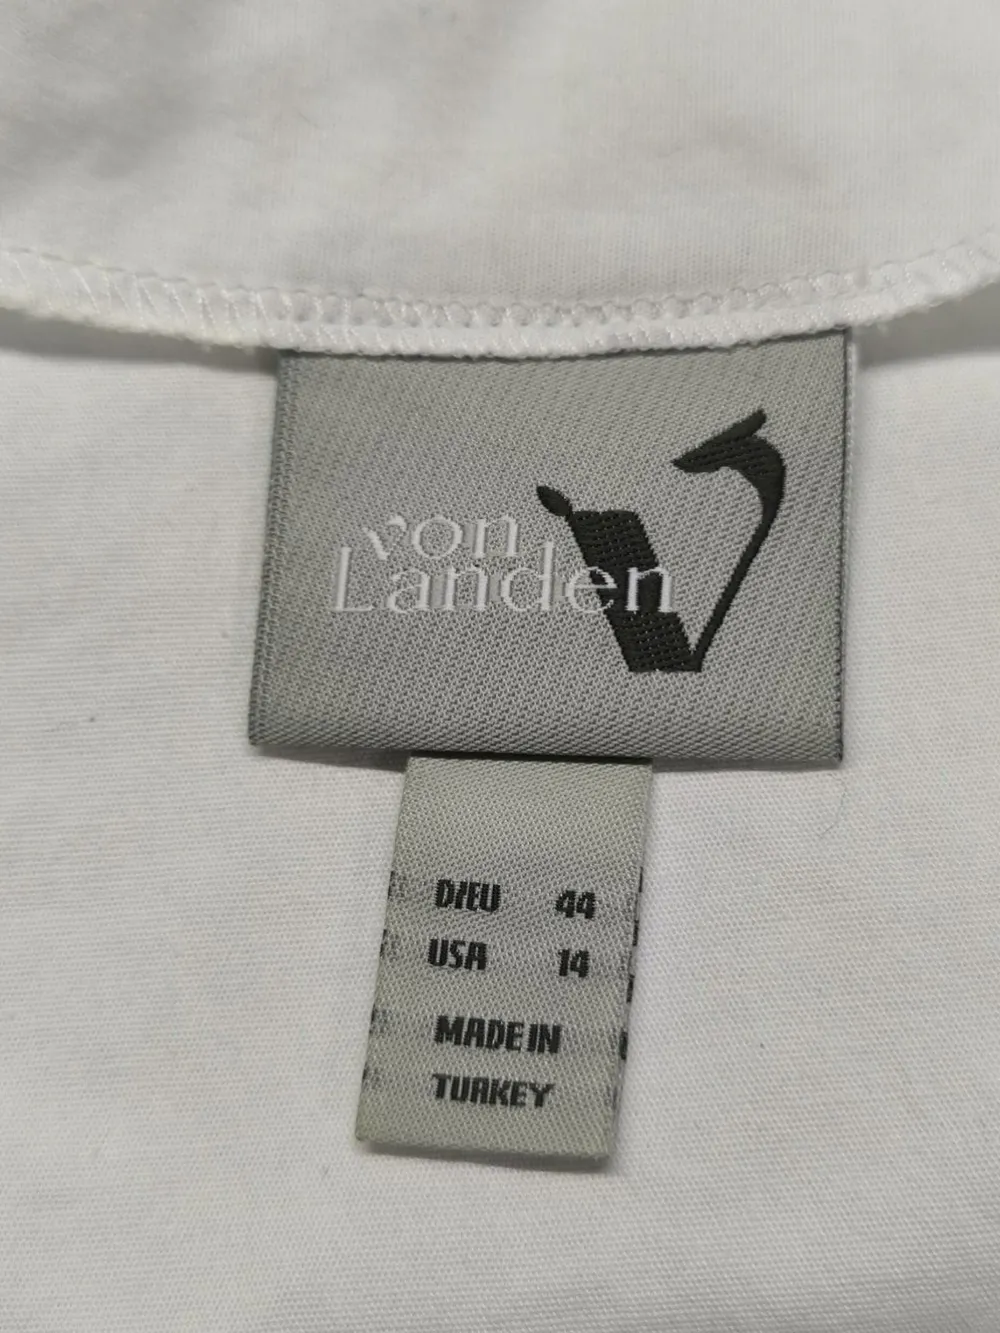 von
Landen
D/EU 44
USA 14
MADE IN
TURKEY